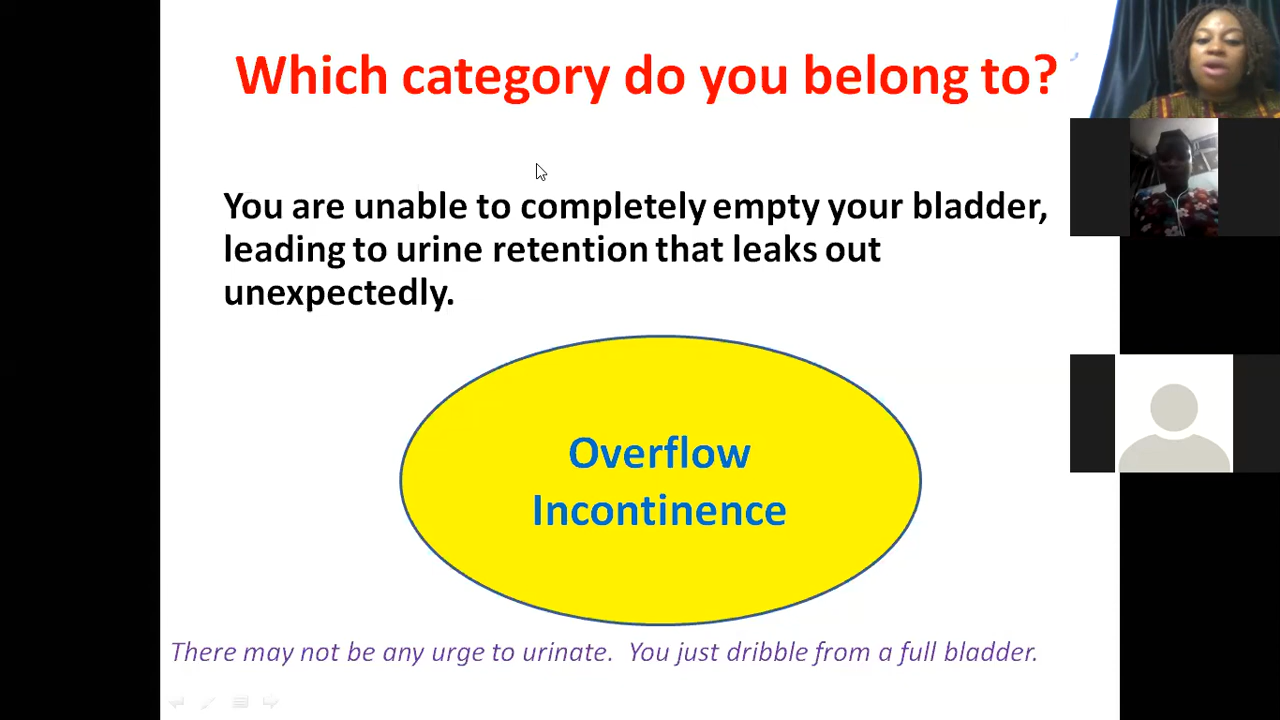 Which category do you belong to?
You are unable to completely empty your bladder,
leading to urine retention that leaks out
unexpectedly.
Overflow
Incontinence
There may not be any urge to urinate.  You just dribble from a full bladder.